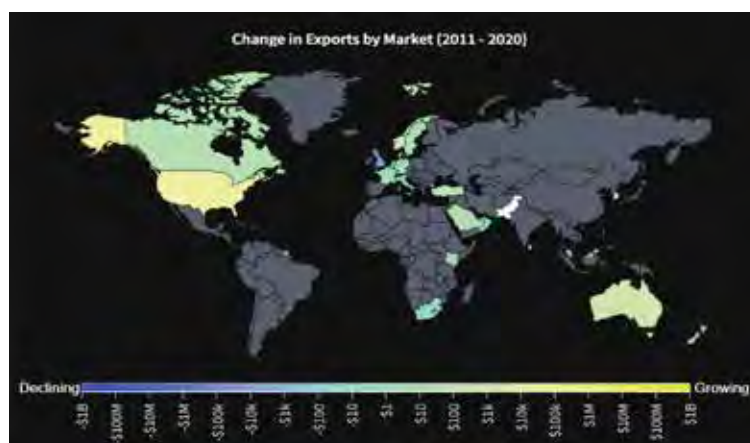 Change in Exports by Market (2011 - 2020)
Declining
Growing
-$1B
-$100M
-$10M
-$1M
-$100k
-$10k
-$1k
-$100
-$10
-$1
$10
$100
$1k
$10k
$100k
$1M
$10M
$100M
$1B